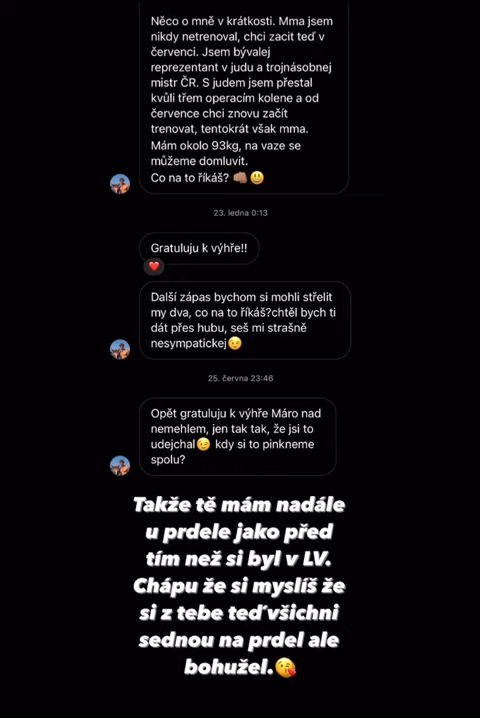 Něco o mně v krátkosti. Mma jsem
nikdy netrenoval, chci zacit teď v
červenci. Jsem bývalej
reprezentant v judu a trojnásobnej
mistr ČR. S judem jsem přestal
kvůli třem operacím kolene a od
července chci znovu začít
trenovat, tentokrát však mma.
Mám okolo 93kg, na vaze se
můžeme domluvit.
Co na to říkáš? 👊🏽😃
23. ledna 0:13
Gratuluju k výhře!!
❤️
Další zápas bychom si mohli střelit
my dva, co na to říkáš?chtěl bych ti
dát přes hubu, seš mi strašně
nesympatickej😉
25. června 23:46
Opět gratuluju k výhře Máro nad
nemehlem, jen tak tak, že jsi to
udejchal😉 kdy si to pinkneme
spolu?
Takže tě mám nadále
u prdele jako před
tím než si byl v LV.
Chápu že si myslíš že
si z tebe teď všichni
sednou na prdel ale
bohužel.😘